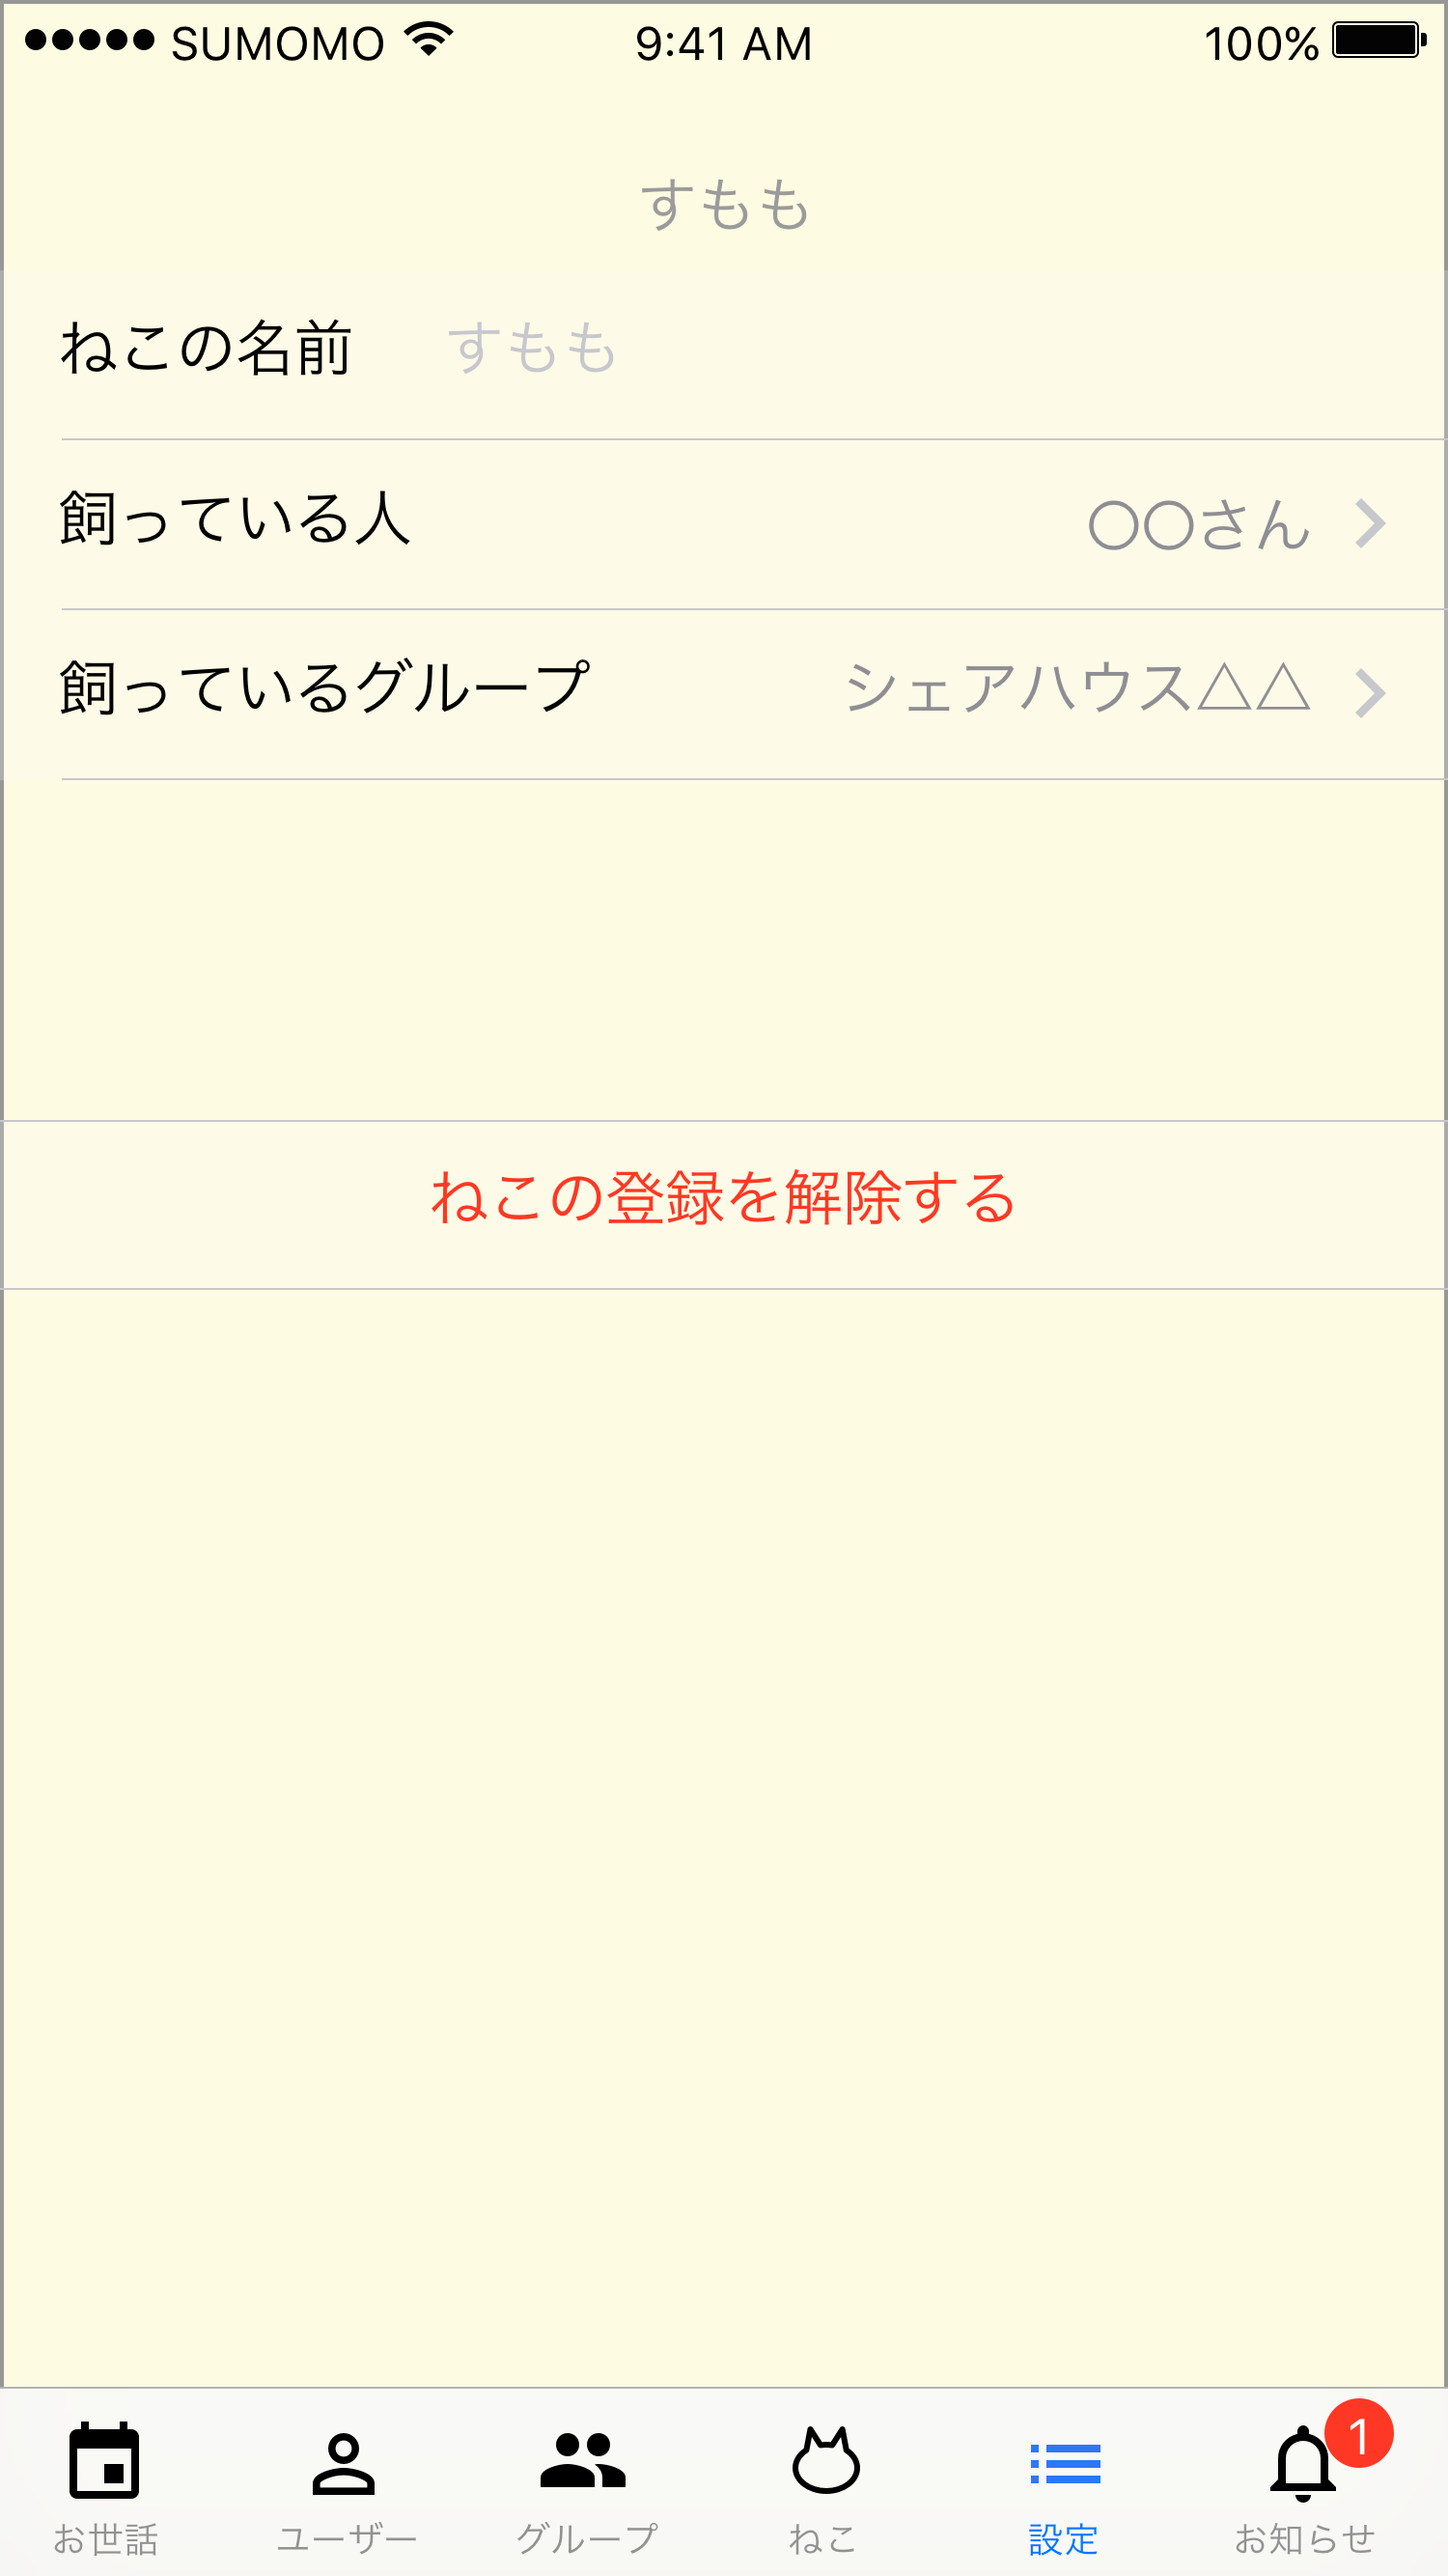 SUMOMO 9:41 AM 100%
すもも
ねこの名前 すもも
飼っている人 〇〇さん
飼っているグループ シェアハウス△△
ねこの登録を解除する
1
お世話 ユーザー グループ ねこ 設定 お知らせ